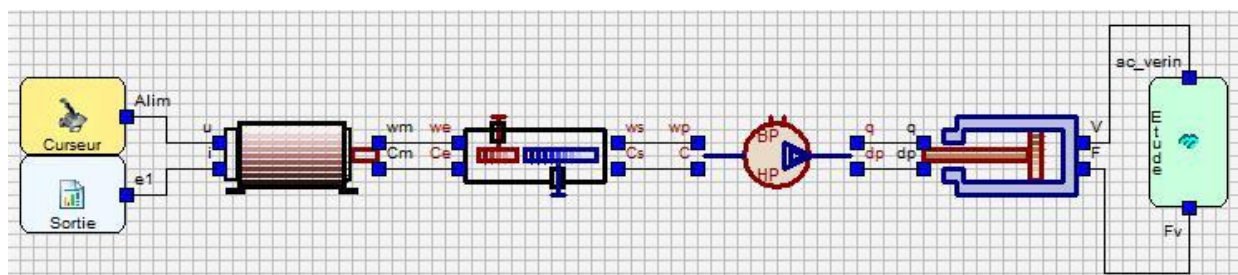 Curseur
Alim
Sortie
e1
u
i
wm
Cm
we
Ce
ws
Cs
wp
C
BP
HP
q
dp
q
dp
V
F
ac_verin
Etude
Fv